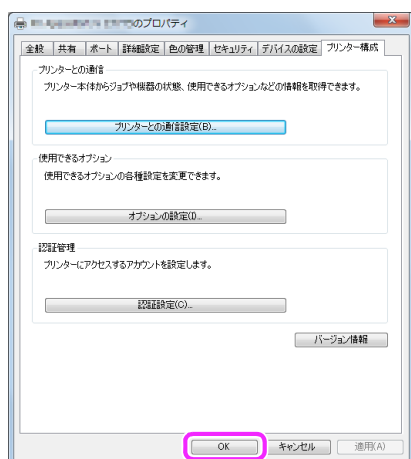 のプロパティ
全般 共有 ポート 詳細設定 色の管理 セキュリティ デバイスの設定 プリンター構成
プリンターとの通信
プリンター本体からジョブや機器の状態、使用できるオプションなどの情報を取得できます。
プリンターとの通信設定(B)...
使用できるオプション
使用できるオプションの各種設定を変更できます。
オプションの設定(I)...
認証管理
プリンターにアクセスするアカウントを設定します。
認証設定(C)...
バージョン情報
OK キャンセル 適用(A)